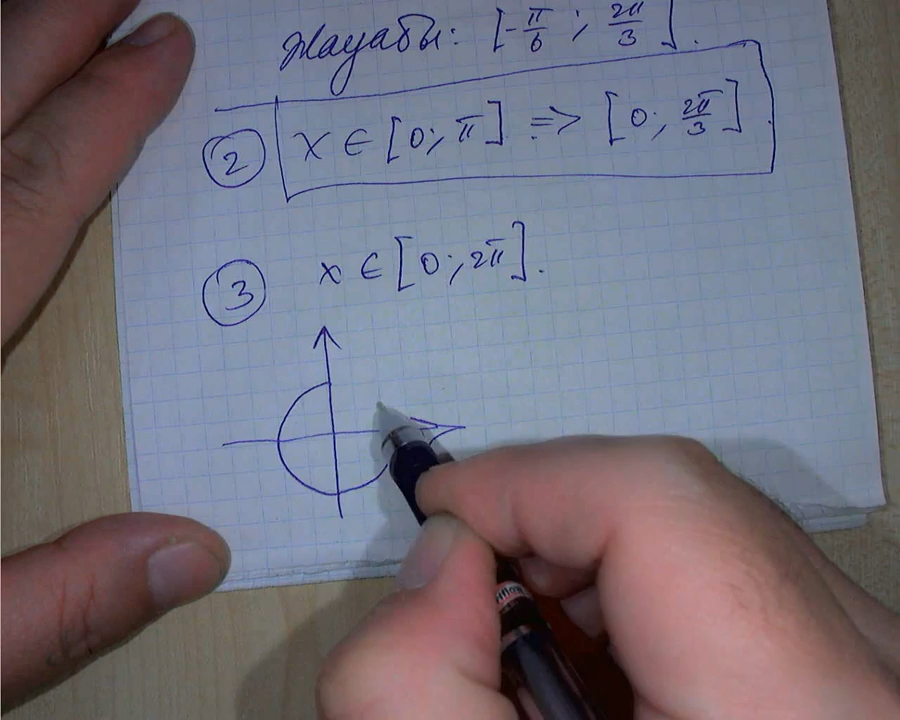 Жауабы: [-π/6; 2π/3].
② x ∈ [0; π] => [0; 2π/3].
③ x ∈ [0; 2π].